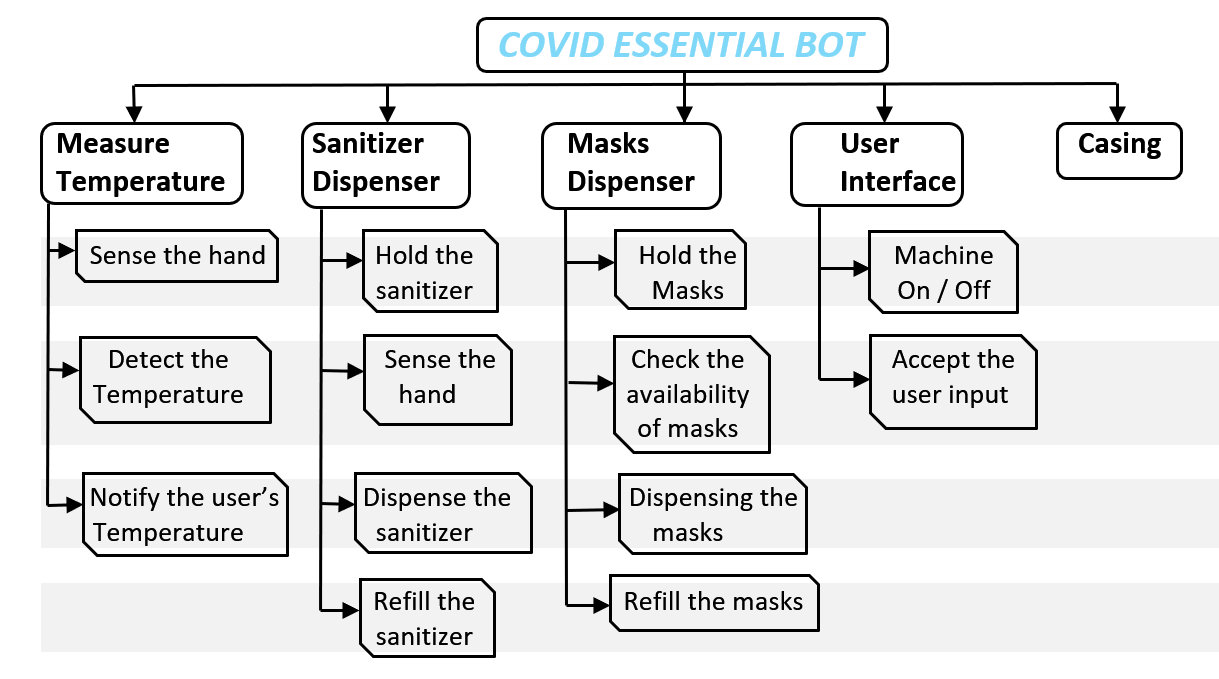 COVID ESSENTIAL BOT
Measure
Temperature
Sense the hand
Detect the
Temperature
Notify the user’s
Temperature
Sanitizer
Dispenser
Hold the
sanitizer
Sense the
hand
Dispense the
sanitizer
Refill the
sanitizer
Masks
Dispenser
Hold the
Masks
Check the
availability
of masks
Dispensing the
masks
Refill the masks
User
Interface
Machine
On / Off
Accept the
user input
Casing